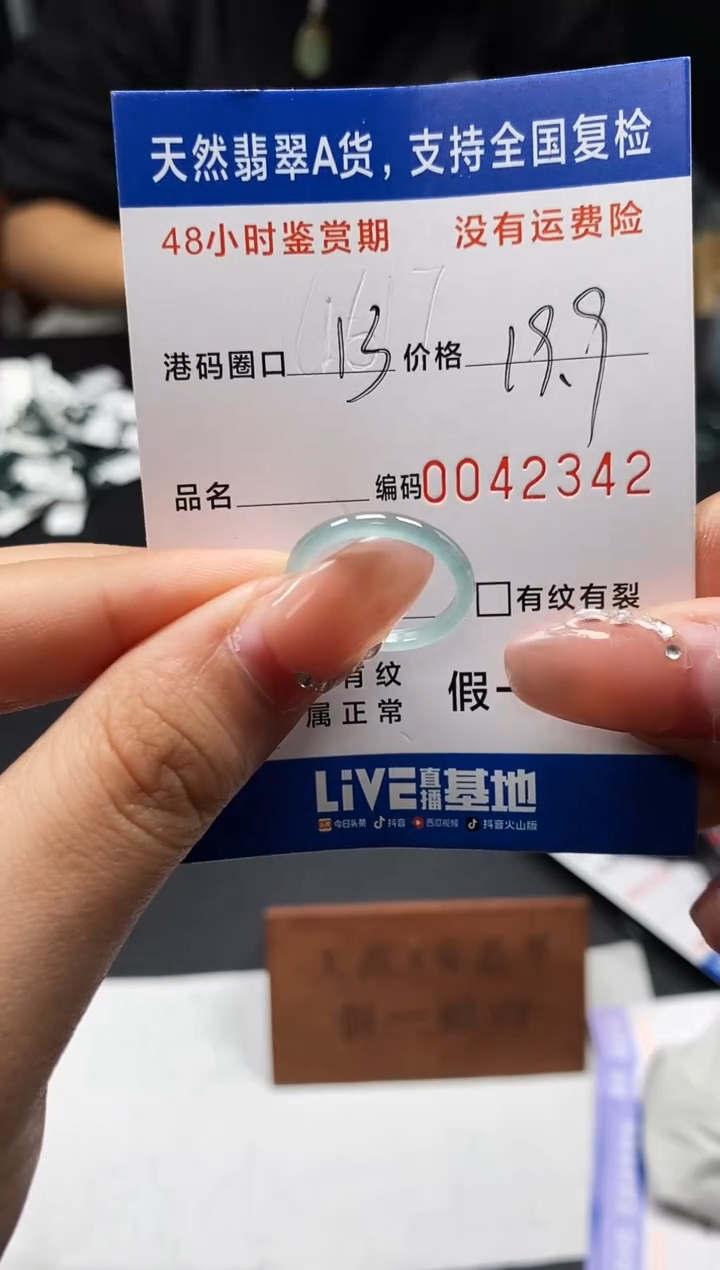 天然翡翠A货，支持全国复检
48小时鉴赏期 没有运费险
港码圈口 13 价格 19.9
品名 编码0042342
□有纹有裂
有纹
属正常 假一
LiVE直播基地
今日头条 抖音 西瓜视频 抖音火山版